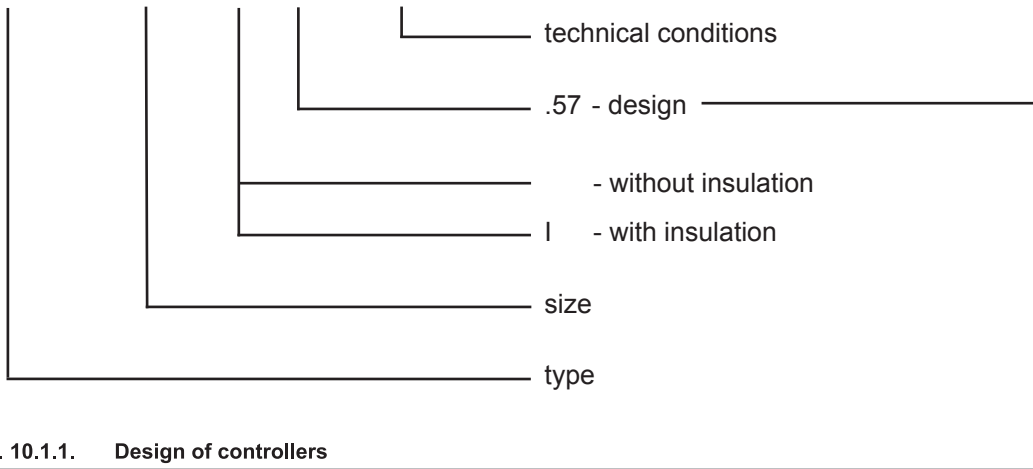 technical conditions
.57 - design
- without insulation
I - with insulation
size
type
. 10.1.1. Design of controllers